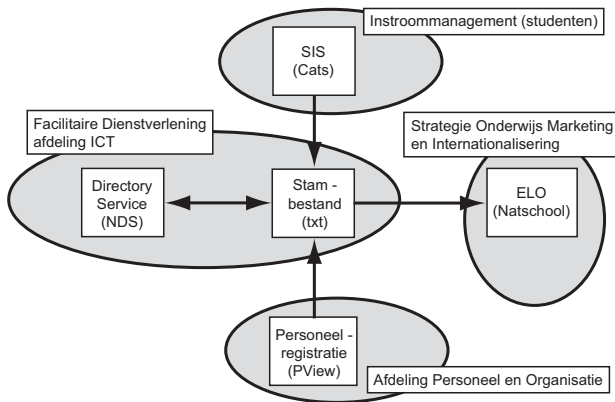 Instroommanagement (studenten)
SIS
(Cats)
Facilitaire Dienstverlening
afdeling ICT
Strategie Onderwijs Marketing
en Internationalisering
Directory
Service
(NDS)
Stam -
bestand
(txt)
ELO
(Natschool)
Personeel -
registratie
(PView)
Afdeling Personeel en Organisatie